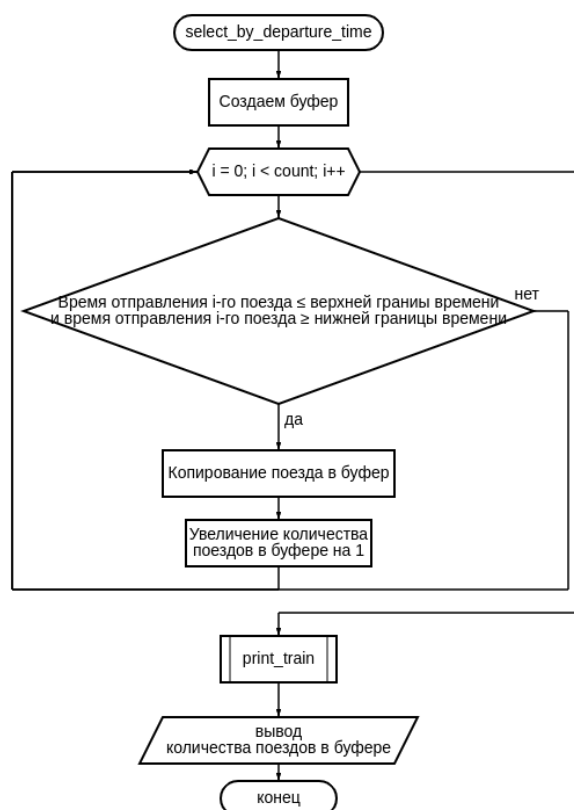 select_by_departure_time
Создаем буфер
i = 0; i < count; i++
Время отправления i-го поезда ≤ верхней граниы времени
и время отправления i-го поезда ≥ нижней границы времени
нет
да
Копирование поезда в буфер
Увеличение количества
поездов в буфере на 1
print_train
вывод
количества поездов в буфере
конец